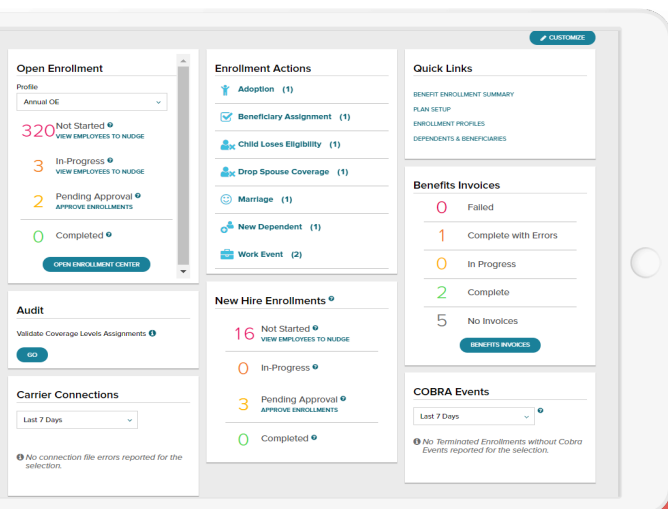 CUSTOMIZE
Open Enrollment
Profile
Annual OE
320 Not Started
VIEW EMPLOYEES TO NUDGE
3 In-Progress
VIEW EMPLOYEES TO NUDGE
2 Pending Approval
APPROVE ENROLLMENTS
0 Completed
OPEN ENROLLMENT CENTER
Audit
Validate Coverage Levels Assignments
GO
Carrier Connections
Last 7 Days
No connection file errors reported for the
selection.
Enrollment Actions
Adoption (1)
Beneficiary Assignment (1)
Child Loses Eligibility (1)
Drop Spouse Coverage (1)
Marriage (1)
New Dependent (1)
Work Event (2)
New Hire Enrollments
16 Not Started
VIEW EMPLOYEES TO NUDGE
0 In-Progress
3 Pending Approval
APPROVE ENROLLMENTS
0 Completed
Quick Links
BENEFIT ENROLLMENT SUMMARY
PLAN SETUP
ENROLLMENT PROFILES
DEPENDENTS & BENEFICIARIES
Benefits Invoices
0 Failed
1 Complete with Errors
0 In Progress
2 Complete
5 No Invoices
BENEFITS INVOICES
COBRA Events
Last 7 Days
No Terminated Enrollments without Cobra
Events reported for the selection.